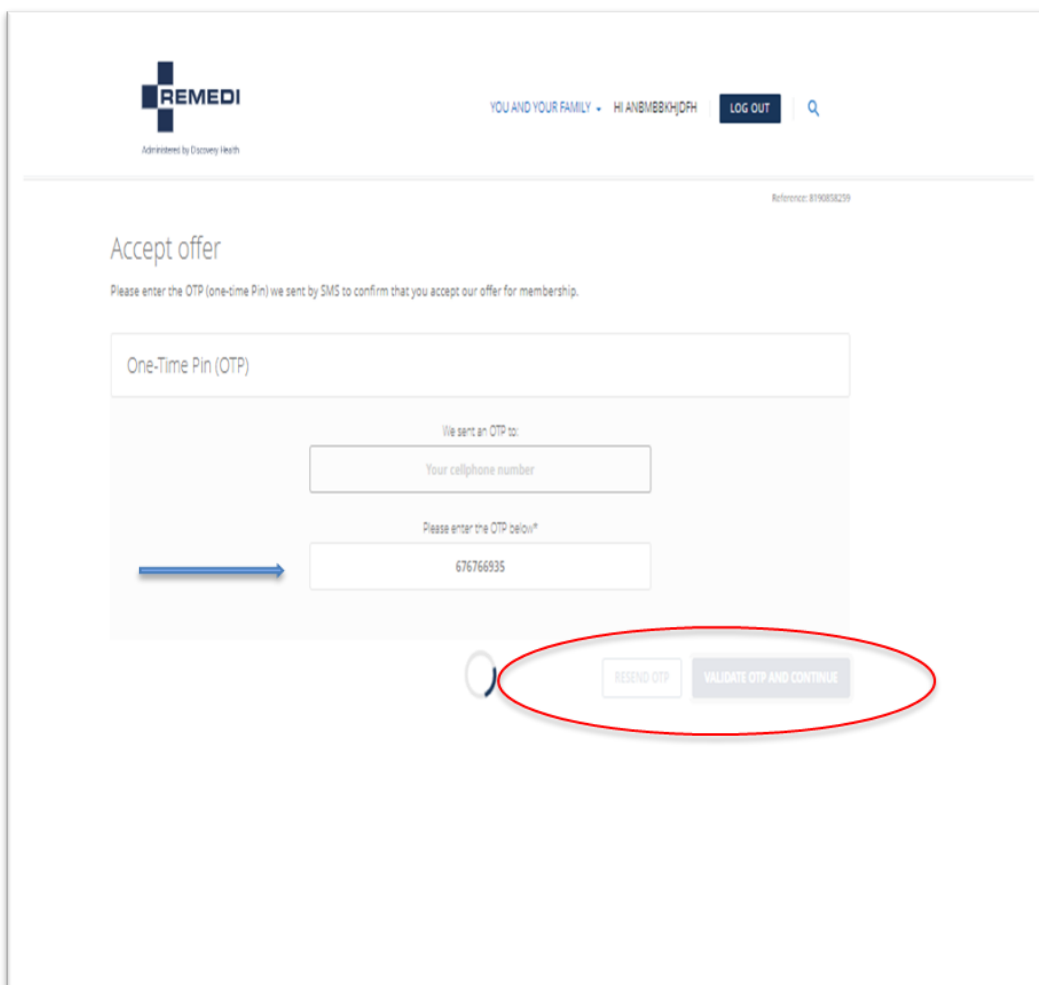 REMEDI
Administered by Discovery Health
YOU AND YOUR FAMILY HI ANBMBBKHJDFH LOG OUT
Reference: 8190858259
Accept offer
Please enter the OTP (one-time Pin) we sent by SMS to confirm that you accept our offer for membership.
One-Time Pin (OTP)
We sent an OTP to:
Your cellphone number
Please enter the OTP below*
676766935
RESEND OTP VALIDATE OTP AND CONTINUE